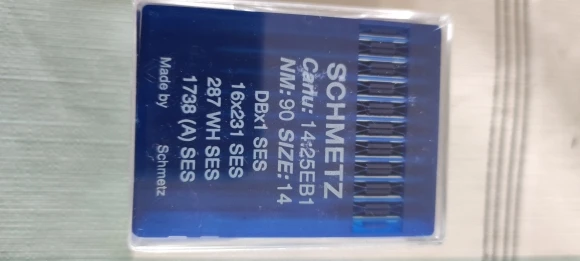 SCHMETZ
Canu: 14:25EB1
NM: 90 SIZE: 14
DBx1 SES
16x231 SES
287 WH SES
1738 (A) SES
Made by Schmetz